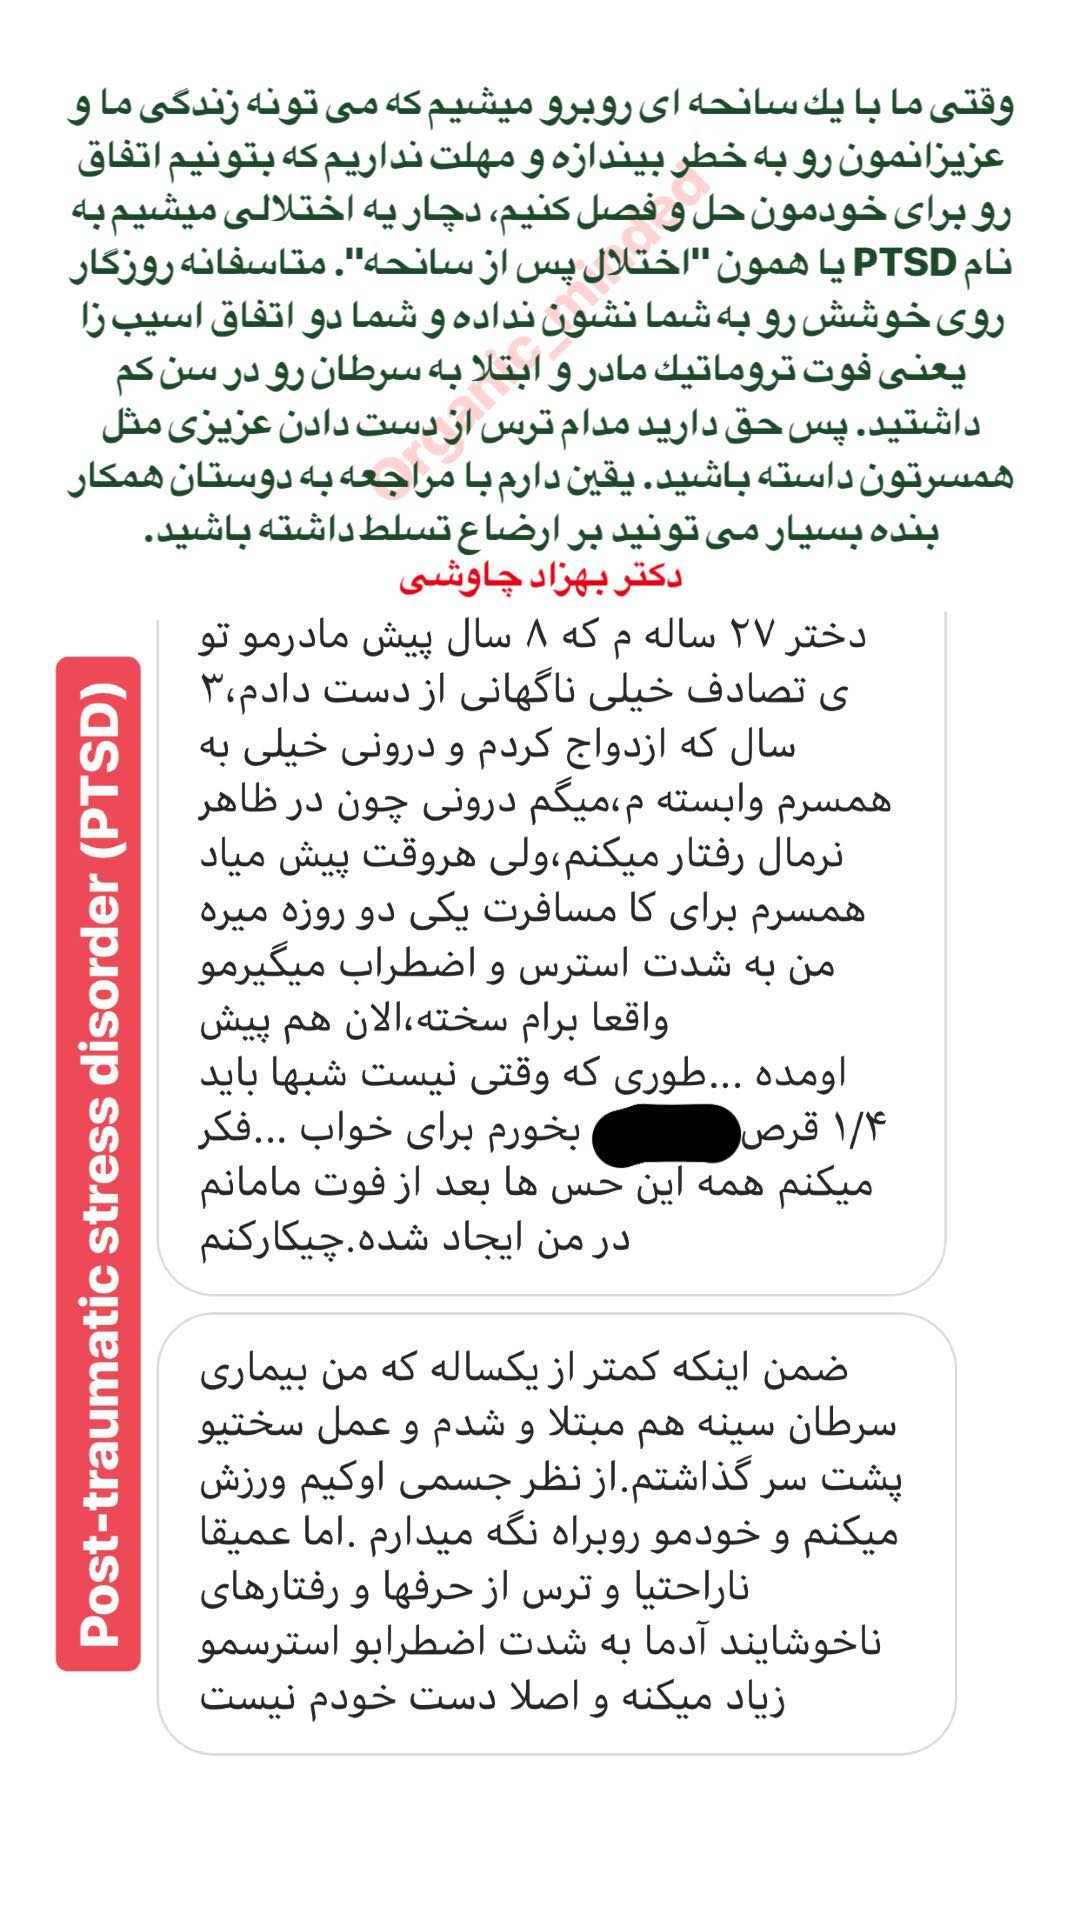 وقتی ما با یك سانحه ای روبرو میشیم که می تونه زندگی ما و
عزیزانمون رو به خطر بیندازه و مهلت نداریم که بتونیم اتفاق
رو برای خودمون حل و فصل کنیم، دچار یه اختلالی میشیم به
نام PTSD یا همون "اختلال پس از سانحه". متاسفانه روزگار
روی خوشش رو به شما نشون نداده و شما دو اتفاق اسیب زا
یعنی فوت تروماتیك مادر و ابتلا به سرطان رو در سن کم
داشتید. پس حق دارید مدام ترس از دست دادن عزیزی مثل
همسرتون داسته باشید. یقین دارم با مراجعه به دوستان همکار
بنده بسیار می تونید بر ارضاع تسلط داشته باشید.
دکتر بهزاد چاوشی
Organic_minded
Post-traumatic stress disorder (PTSD)
دختر ۲۷ ساله م که ۸ سال پیش مادرمو تو
ی تصادف خیلی ناگهانی از دست دادم،۳
سال که ازدواج کردم و درونی خیلی به
همسرم وابسته م،میگم درونی چون در ظاهر
نرمال رفتار میکنم،ولی هروقت پیش میاد
همسرم برای کا مسافرت یکی دو روزه میره
من به شدت استرس و اضطراب میگیرمو
واقعا برام سخته،الان هم پیش
اومده ...طوری که وقتی نیست شبها باید
۱/۴ قرص بخورم برای خواب ...فکر
میکنم همه این حس ها بعد از فوت مامانم
در من ایجاد شده.چیکارکنم
ضمن اینکه کمتر از یکساله که من بیماری
سرطان سینه هم مبتلا و شدم و عمل سختیو
پشت سر گذاشتم.از نظر جسمی اوکیم ورزش
میکنم و خودمو روبراه نگه میدارم .اما عمیقا
ناراحتیا و ترس از حرفها و رفتارهای
ناخوشایند آدما به شدت اضطرابو استرسمو
زیاد میکنه و اصلا دست خودم نیست